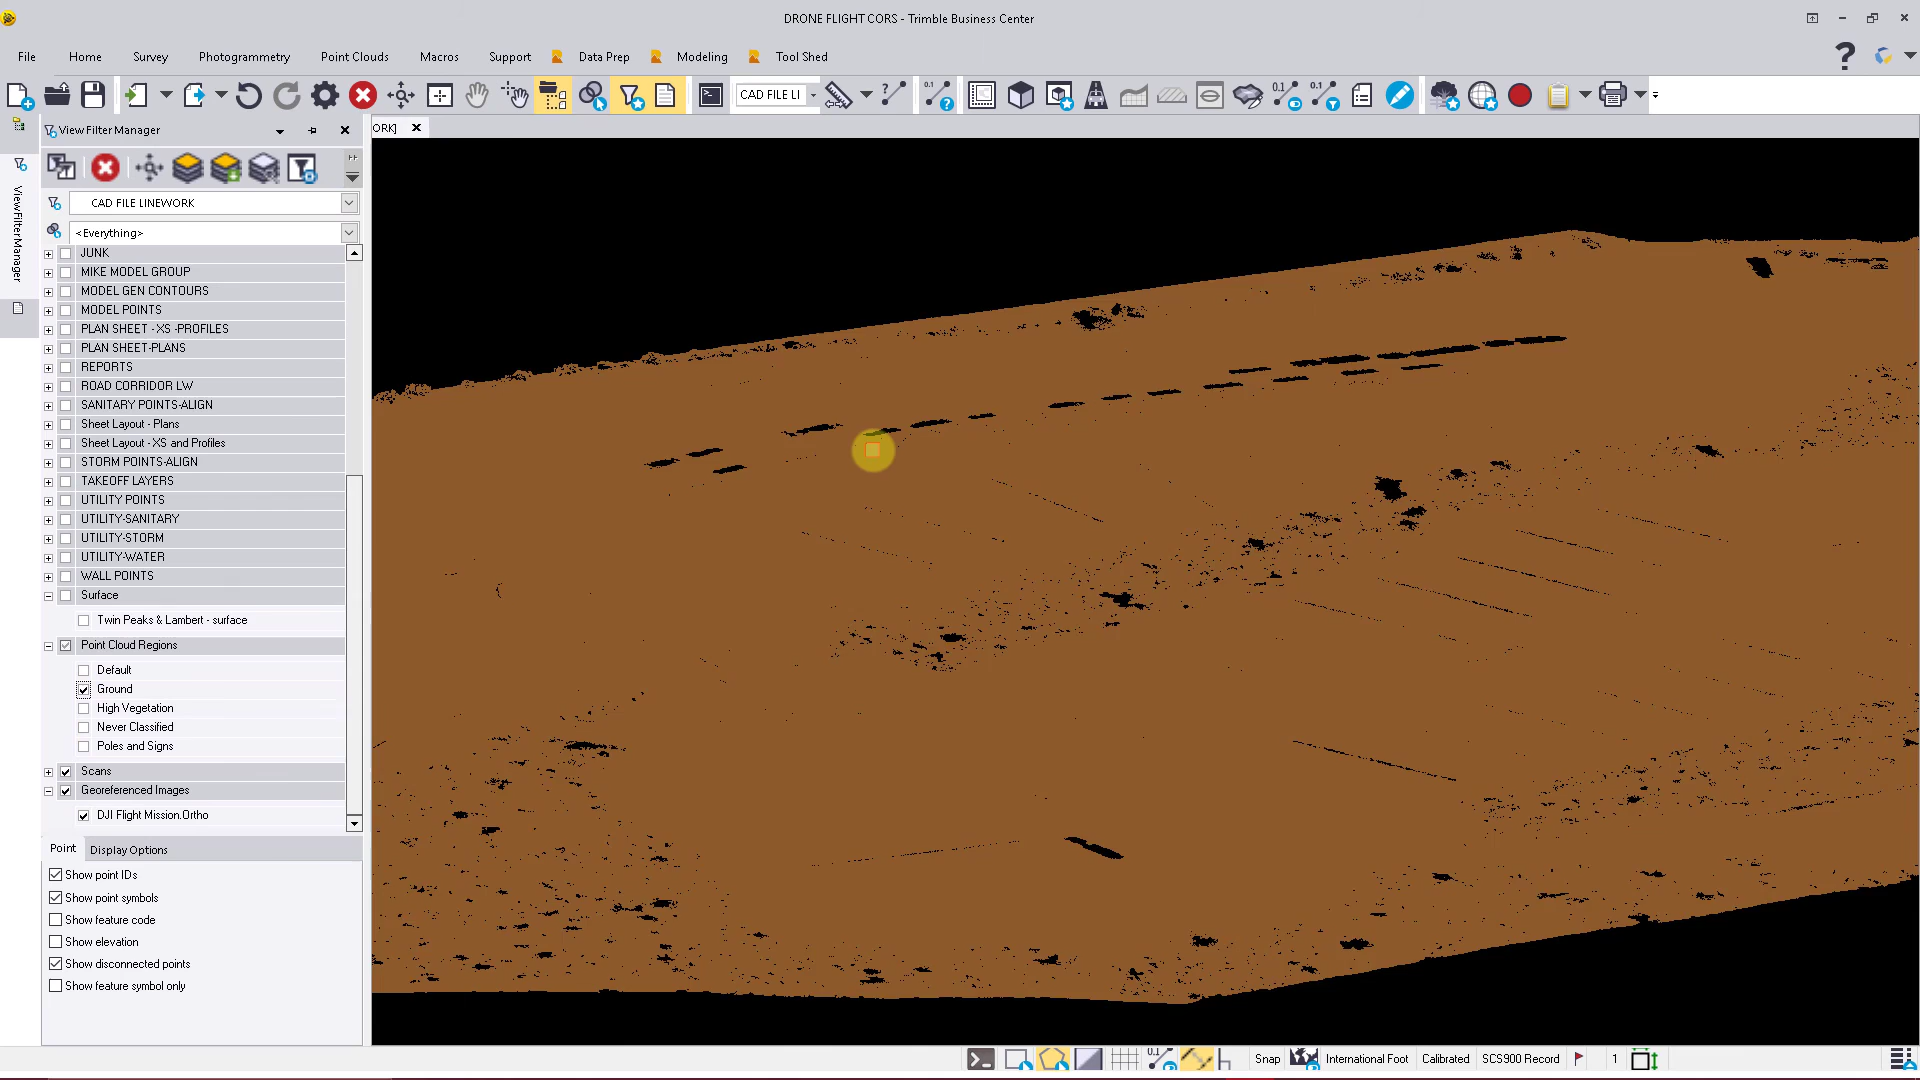 DRONE FLIGHT CORS - Trimble Business Center
File Home Survey Photogrammetry Point Clouds Macros Support Data Prep Modeling Tool Shed
CAD FILE LI
View Filter Manager
ORK]
View Filter Manager
CAD FILE LINEWORK
<Everything>
JUNK
MIKE MODEL GROUP
MODEL GEN CONTOURS
MODEL POINTS
PLAN SHEET - XS -PROFILES
PLAN SHEET-PLANS
REPORTS
ROAD CORRIDOR LW
SANITARY POINTS-ALIGN
Sheet Layout - Plans
Sheet Layout - XS and Profiles
STORM POINTS-ALIGN
TAKEOFF LAYERS
UTILITY POINTS
UTILITY-SANITARY
UTILITY-STORM
UTILITY-WATER
WALL POINTS
Surface
Twin Peaks & Lambert - surface
Point Cloud Regions
Default
Ground
High Vegetation
Never Classified
Poles and Signs
Scans
Georeferenced Images
DJI Flight Mission.Ortho
Point Display Options
Show point IDs
Show point symbols
Show feature code
Show elevation
Show disconnected points
Show feature symbol only
Snap International Foot Calibrated SCS900 Record 1